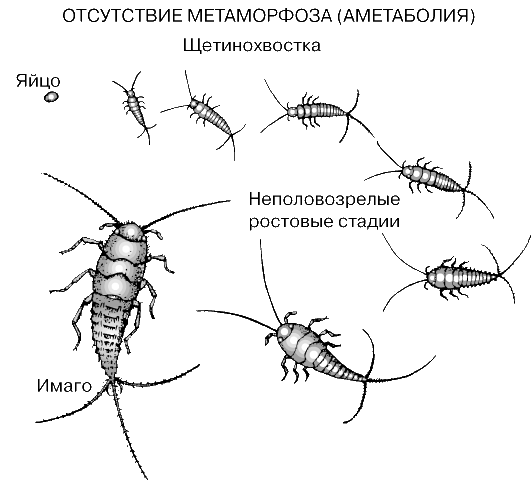 ОТСУТСТВИЕ МЕТАМОРФОЗА (АМЕТАБОЛИЯ)
Щетинохвостка
Яйцо
Неполовозрелые
ростовые стадии
Имаго